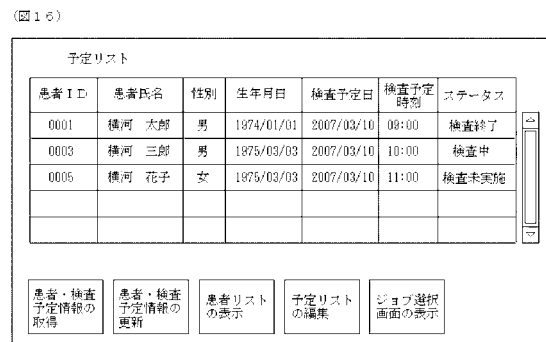 (図16)
予定リスト
患者ID 患者氏名 性別 生年月日 検査予定日 検査予定時刻 ステータス
0001 横河 太郎 男 1974/01/01 2007/03/10 09:00 検査終了
0003 横河 三郎 男 1975/03/03 2007/03/10 10:00 検査中
0005 横河 花子 女 1975/03/03 2007/03/10 11:00 検査未実施
患者・検査予定情報の取得
患者・検査予定情報の更新
患者リストの表示
予定リストの編集
ジョブ選択画面の表示